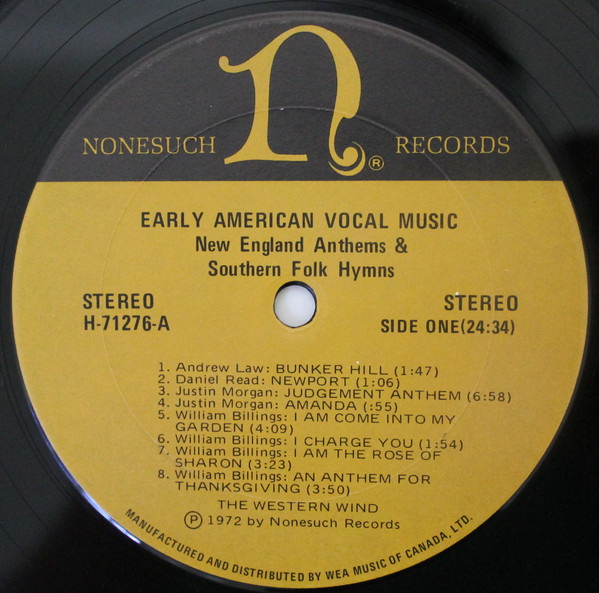 n
NONESUCH ® RECORDS
EARLY AMERICAN VOCAL MUSIC
New England Anthems &
Southern Folk Hymns
STEREO STEREO
H-71276-A SIDE ONE(24:34)
1. Andrew Law: BUNKER HILL (1:47)
2. Daniel Read: NEWPORT (1:06)
3. Justin Morgan: JUDGEMENT ANTHEM (6:58)
4. Justin Morgan: AMANDA (:55)
5. William Billings: I AM COME INTO MY
GARDEN (4:09)
6. William Billings: I CHARGE YOU (1:54)
7. William Billings: I AM THE ROSE OF
SHARON (3:23)
8. William Billings: AN ANTHEM FOR
THANKSGIVING (3:50)
THE WESTERN WIND
℗ 1972 by Nonesuch Records
MANUFACTURED AND DISTRIBUTED BY WEA MUSIC OF CANADA, LTD.